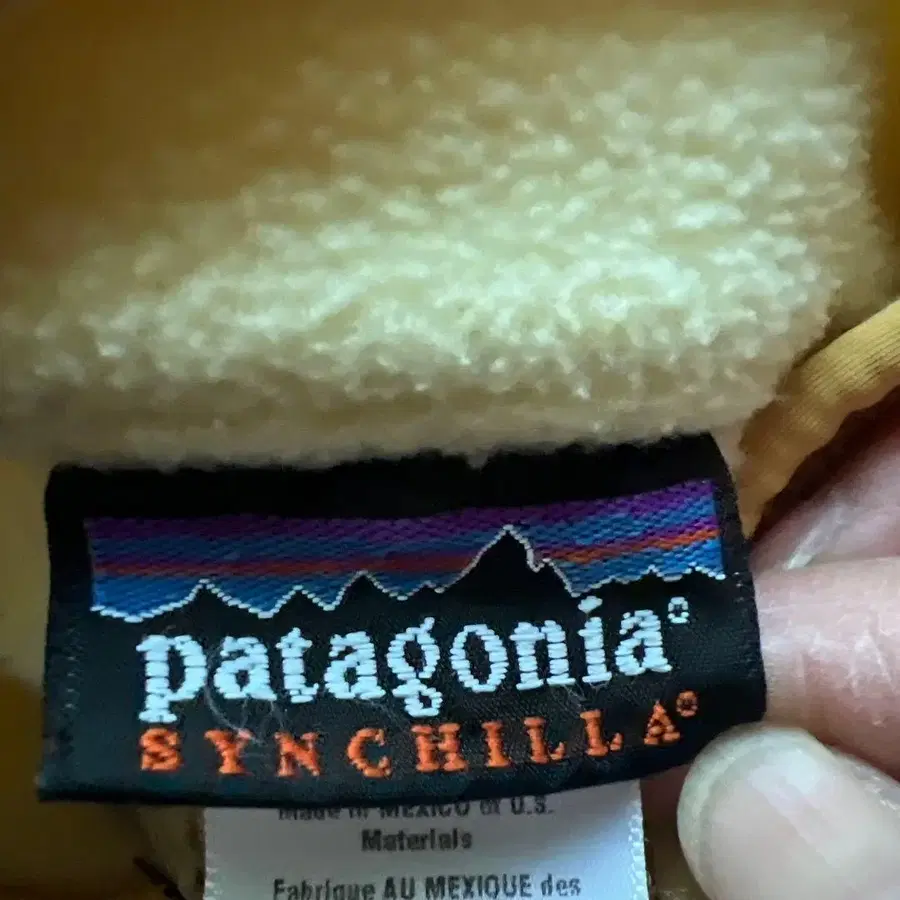 patagonia®
SYNCHILLA®
Made in MEXICO of U.S.
Materials
Fabrique AU MEXIQUE des